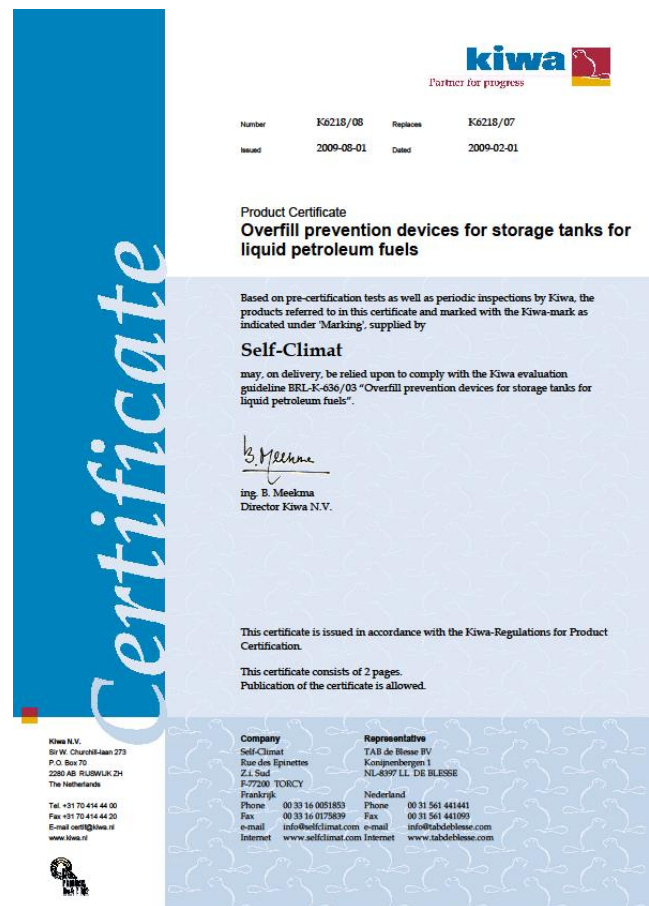 kiwa
Partner for progress
Number K6218/08 Replaces K6218/07
Issued 2009-08-01 Dated 2009-02-01
Product Certificate
Overfill prevention devices for storage tanks for
liquid petroleum fuels
Based on pre-certification tests as well as periodic inspections by Kiwa, the
products referred to in this certificate and marked with the Kiwa-mark as
indicated under 'Marking', supplied by
Self-Climat
may, on delivery, be relied upon to comply with the Kiwa evaluation
guideline BRL-K-636/03 “Overfill prevention devices for storage tanks for
liquid petroleum fuels”.
B. Meekma
ing. B. Meekma
Director Kiwa N.V.
This certificate is issued in accordance with the Kiwa-Regulations for Product
Certification.
This certificate consists of 2 pages.
Publication of the certificate is allowed.
Certificate
Kiwa N.V.
Sir W. Churchill-laan 273
P.O. Box 70
2280 AB RIJSWIJK ZH
The Netherlands
Tel. +31 70 414 44 00
Fax +31 70 414 44 20
E-mail certif@kiwa.nl
www.kiwa.nl
Company
Self-Climat
Rue des Epinettes
Z.i. Sud
F-77200 TORCY
Frankrijk
Phone 00 33 16 0051853
Fax 00 33 16 0175839
e-mail info@selfclimat.com
Internet www.selfclimat.com
Representative
TAB de Blesse BV
Konijnenbergen 1
NL-8397 LL DE BLESSE
Nederland
Phone 00 31 561 441441
Fax 00 31 561 441093
e-mail info@tabdeblesse.com
Internet www.tabdeblesse.com